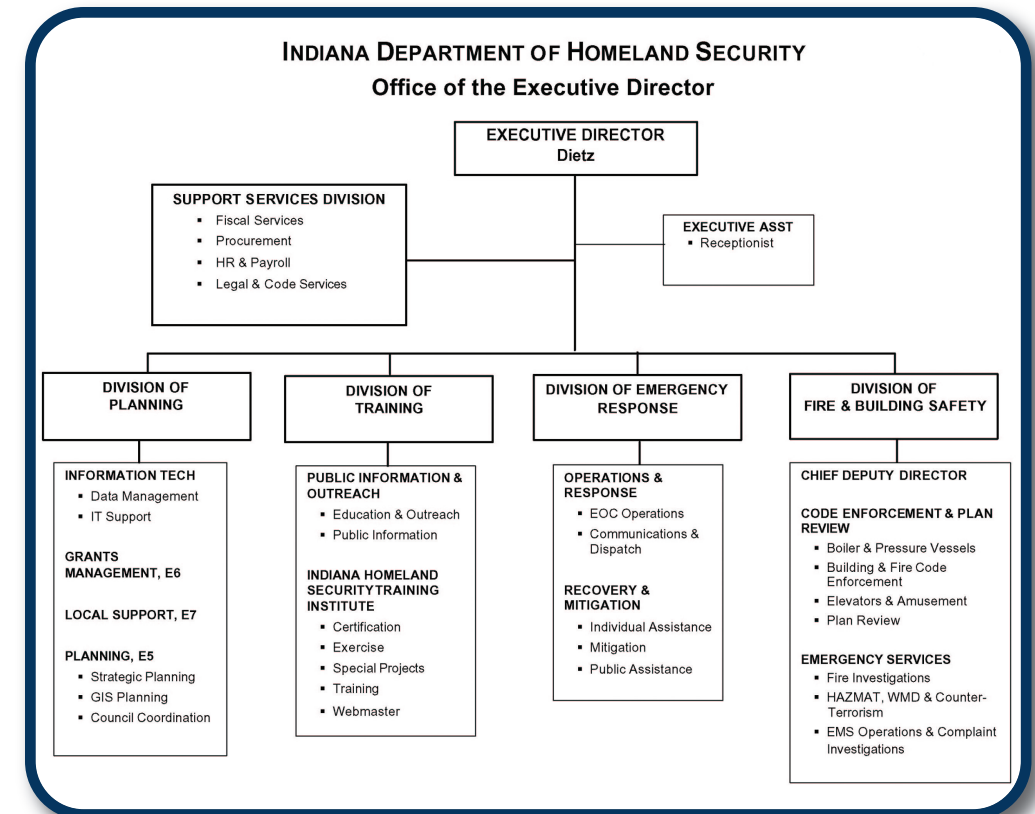 INDIANA DEPARTMENT OF HOMELAND SECURITY
Office of the Executive Director
EXECUTIVE DIRECTOR
Dietz
SUPPORT SERVICES DIVISION
▪ Fiscal Services
▪ Procurement
▪ HR & Payroll
▪ Legal & Code Services
EXECUTIVE ASST
▪ Receptionist
DIVISION OF
PLANNING
INFORMATION TECH
▪ Data Management
▪ IT Support
GRANTS
MANAGEMENT, E6
LOCAL SUPPORT, E7
PLANNING, E5
▪ Strategic Planning
▪ GIS Planning
▪ Council Coordination
DIVISION OF
TRAINING
PUBLIC INFORMATION &
OUTREACH
▪ Education & Outreach
▪ Public Information
INDIANA HOMELAND
SECURITYTRAINING
INSTITUTE
▪ Certification
▪ Exercise
▪ Special Projects
▪ Training
▪ Webmaster
DIVISION OF EMERGENCY
RESPONSE
OPERATIONS &
RESPONSE
▪ EOC Operations
▪ Communications &
Dispatch
RECOVERY &
MITIGATION
▪ Individual Assistance
▪ Mitigation
▪ Public Assistance
DIVISION OF
FIRE & BUILDING SAFETY
CHIEF DEPUTY DIRECTOR
CODE ENFORCEMENT & PLAN
REVIEW
▪ Boiler & Pressure Vessels
▪ Building & Fire Code
Enforcement
▪ Elevators & Amusement
▪ Plan Review
EMERGENCY SERVICES
▪ Fire Investigations
▪ HAZMAT, WMD & Counter-
Terrorism
▪ EMS Operations & Complaint
Investigations